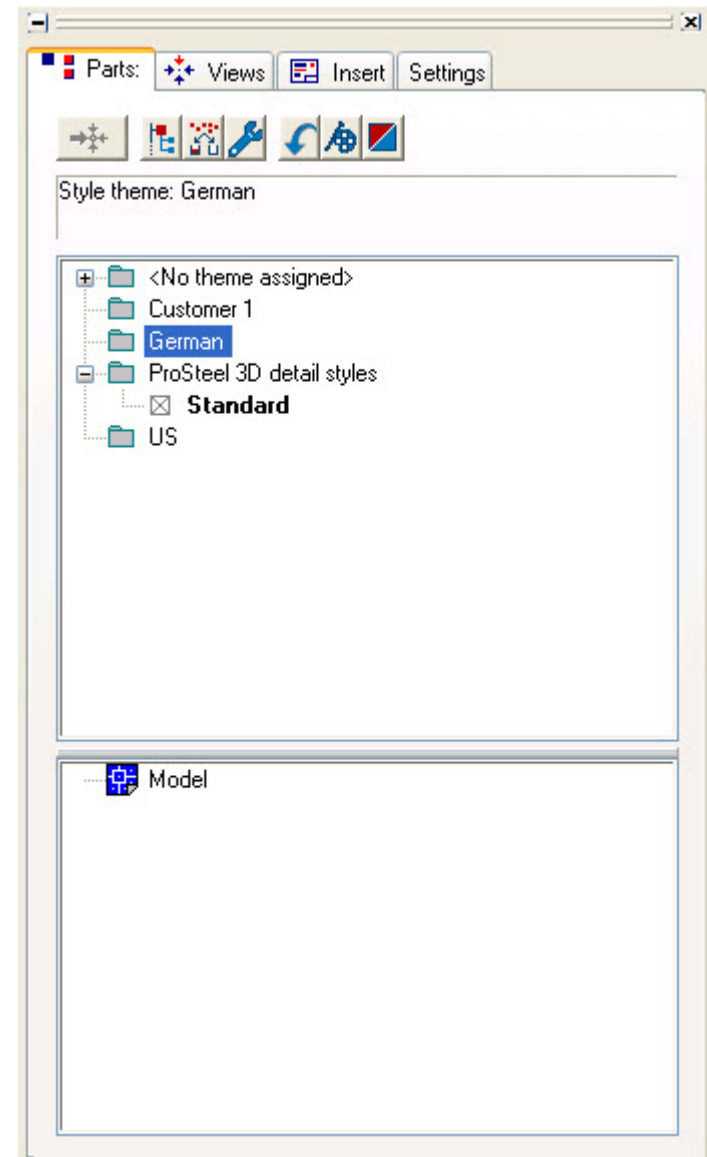 Parts: Views Insert Settings
Style theme: German
<No theme assigned>
Customer 1
German
ProSteel 3D detail styles
Standard
US
Model